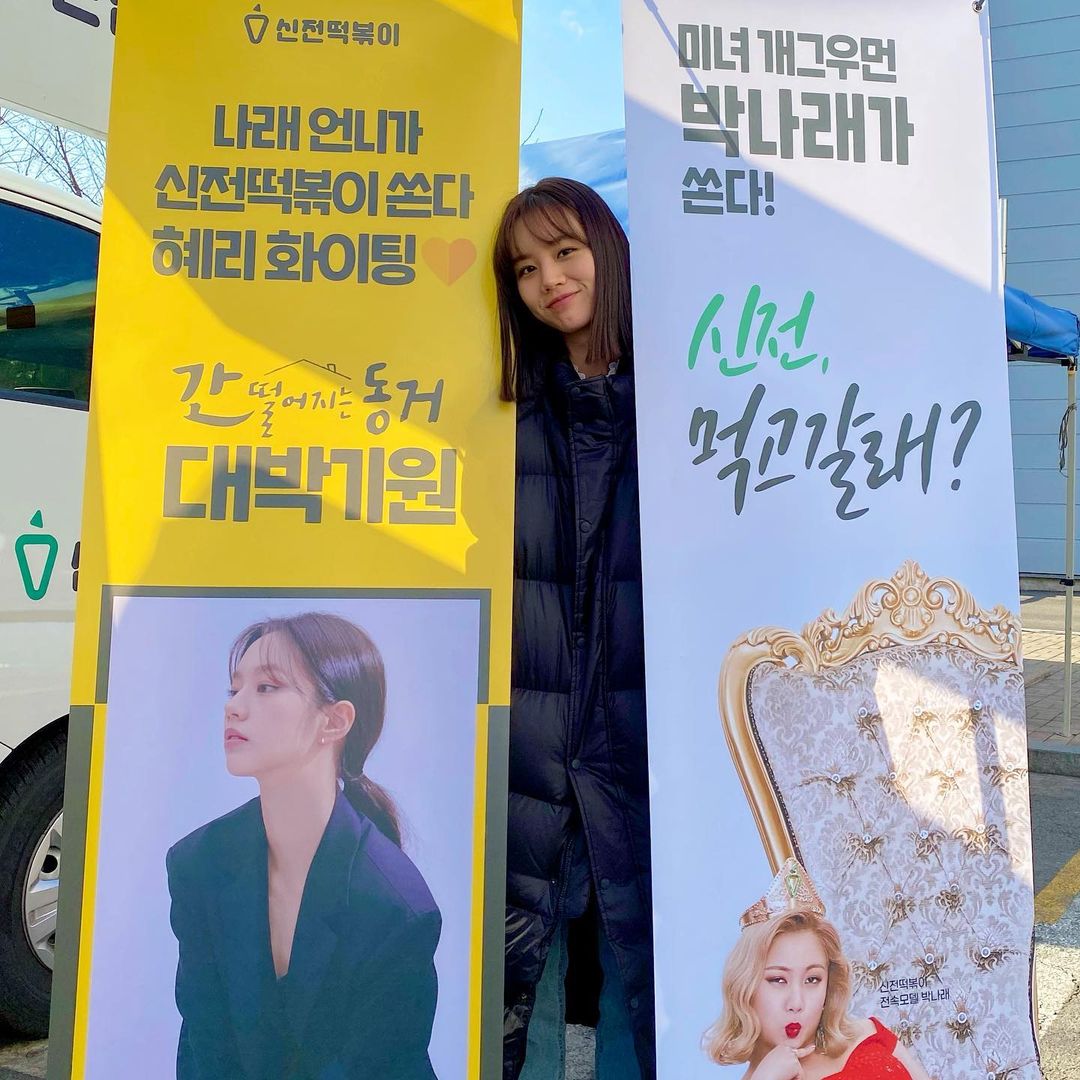 신전떡볶이
나래 언니가
신전떡볶이 쏜다
혜리 화이팅
간 떨어지는 동거
대박기원
미녀 개그우먼
박나래가
쏜다!
신전,
먹고갈래?
신전떡볶이
전속모델 박나래